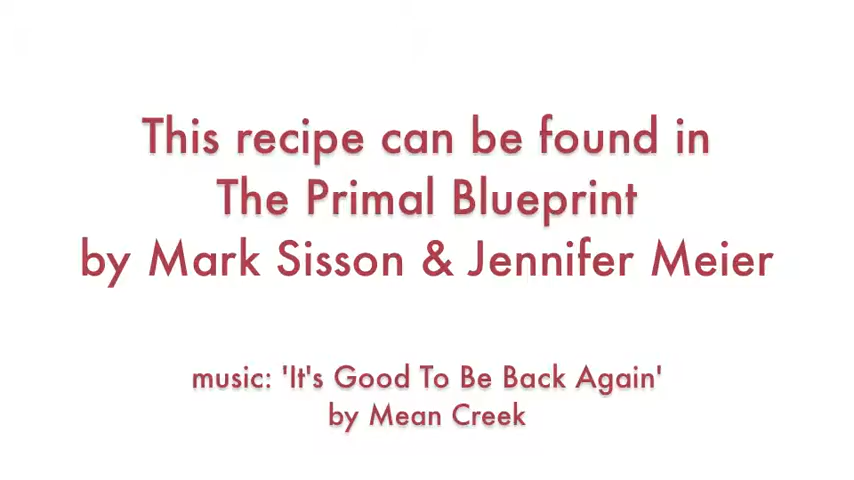 This recipe can be found in
The Primal Blueprint
by Mark Sisson & Jennifer Meier
music: 'It's Good To Be Back Again'
by Mean Creek